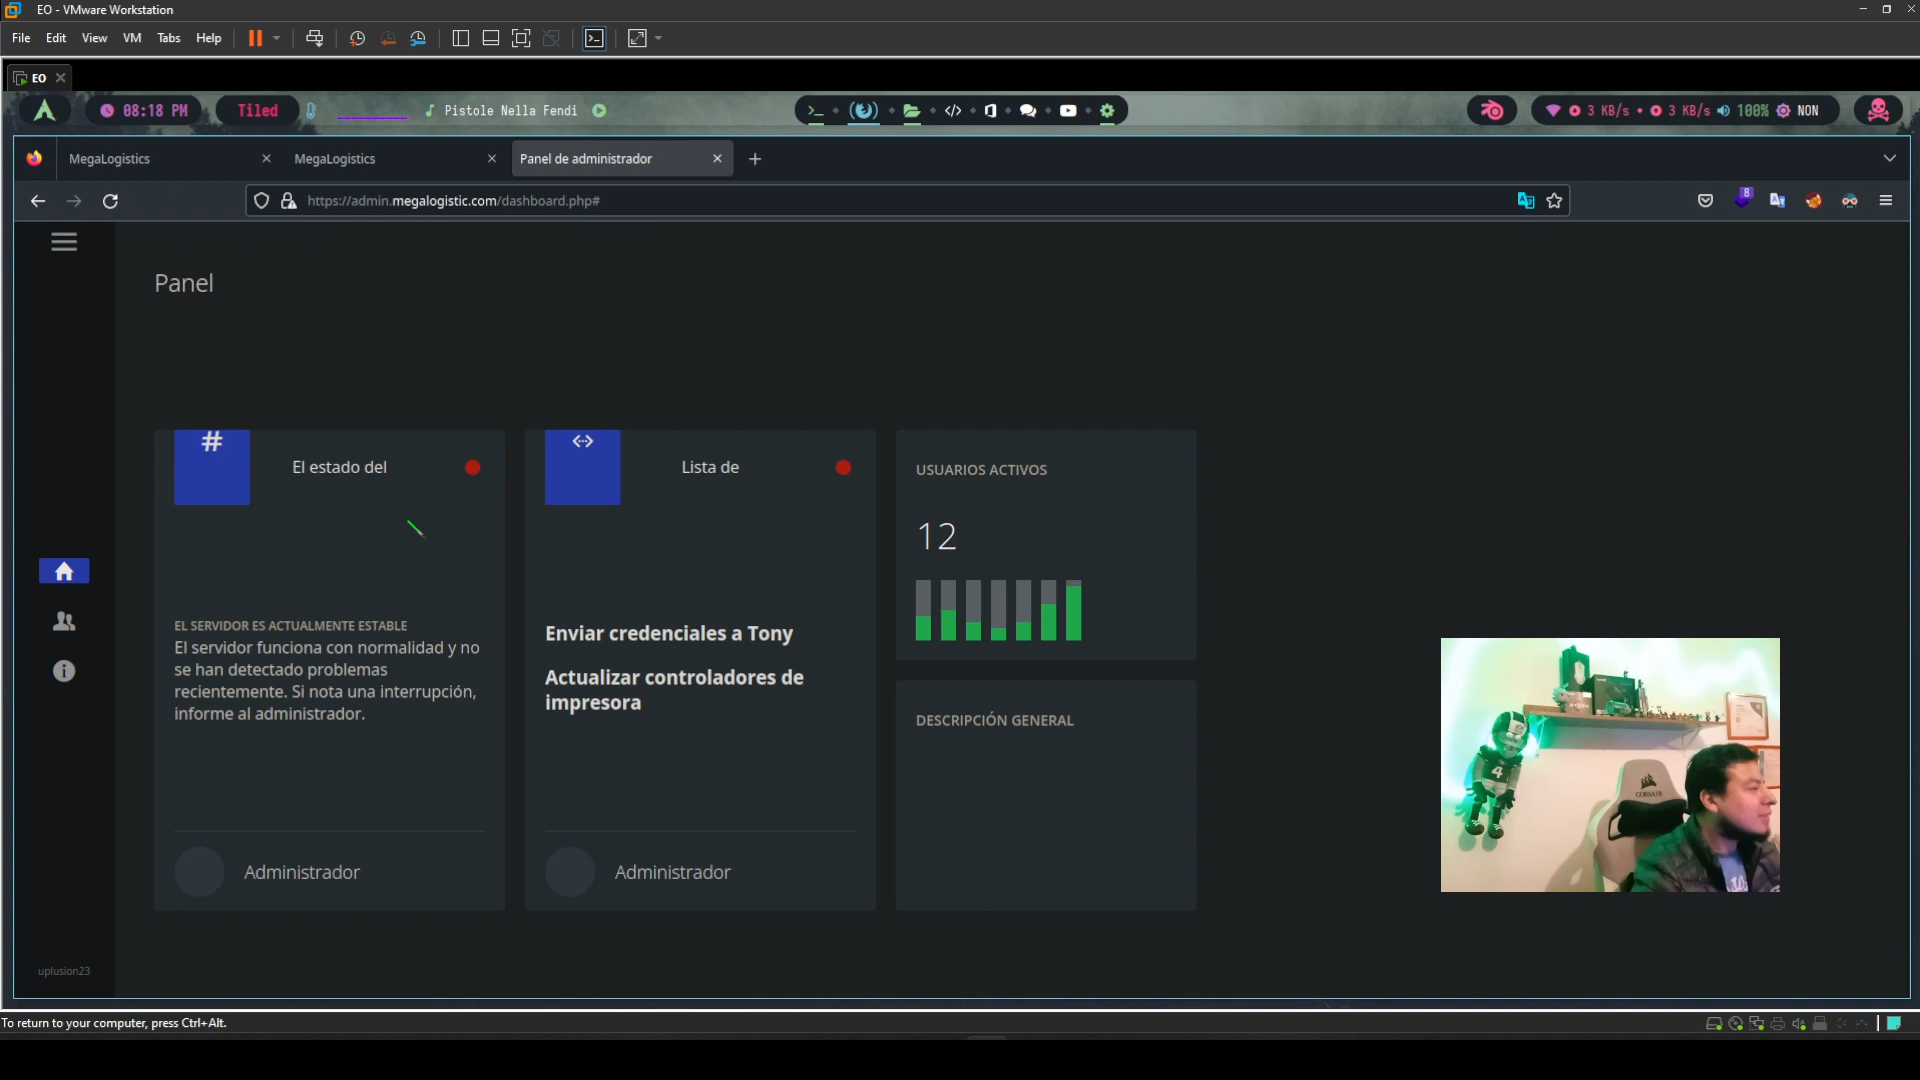 EO - VMware Workstation
File Edit View VM Tabs Help
EO
08:18 PM
Tiled
Pistole Nella Fendi
3 KB/s
3 KB/s
100%
NON
MegaLogistics
MegaLogistics
Panel de administrador
https://admin.megalogistic.com/dashboard.php#
8
Panel
#
El estado del
EL SERVIDOR ES ACTUALMENTE ESTABLE
El servidor funciona con normalidad y no
se han detectado problemas
recientemente. Si nota una interrupción,
informe al administrador.
Administrador
Lista de
Enviar credenciales a Tony
Actualizar controladores de
impresora
Administrador
USUARIOS ACTIVOS
12
DESCRIPCIÓN GENERAL
4
CORSAIR
uplusion23
To return to your computer, press Ctrl+Alt.